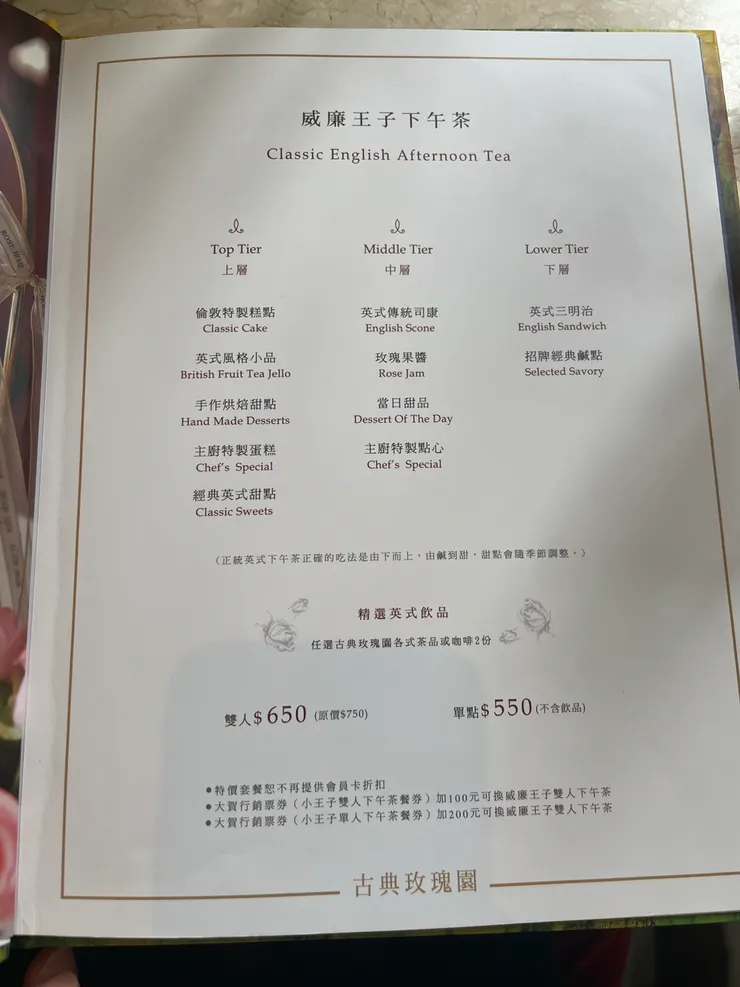 威廉王子下午茶
Classic English Afternoon Tea
Top Tier
上層
倫敦特製糕點
Classic Cake
英式風格小品
British Fruit Tea Jello
手作烘焙甜點
Hand Made Desserts
主廚特製蛋糕
Chef's Special
經典英式甜點
Classic Sweets
Middle Tier
中層
英式傳統司康
English Scone
玫瑰果醬
Rose Jam
當日甜品
Dessert Of The Day
主廚特製點心
Chef's Special
Lower Tier
下層
英式三明治
English Sandwich
招牌經典鹹點
Selected Savory
（正統英式下午茶正確的吃法是由下而上，由鹹到甜，甜點會隨季節調整。）
精選英式飲品
任選古典玫瑰園各式茶品或咖啡2份
雙人$650 (原價$750)
單點$550(不含飲品)
●特價套餐恕不再提供會員卡折扣
●大賀行銷票券（小王子雙人下午茶餐券）加100元可換威廉王子雙人下午茶
●大賀行銷票券（小王子單人下午茶餐券）加200元可換威廉王子雙人下午茶
古典玫瑰園